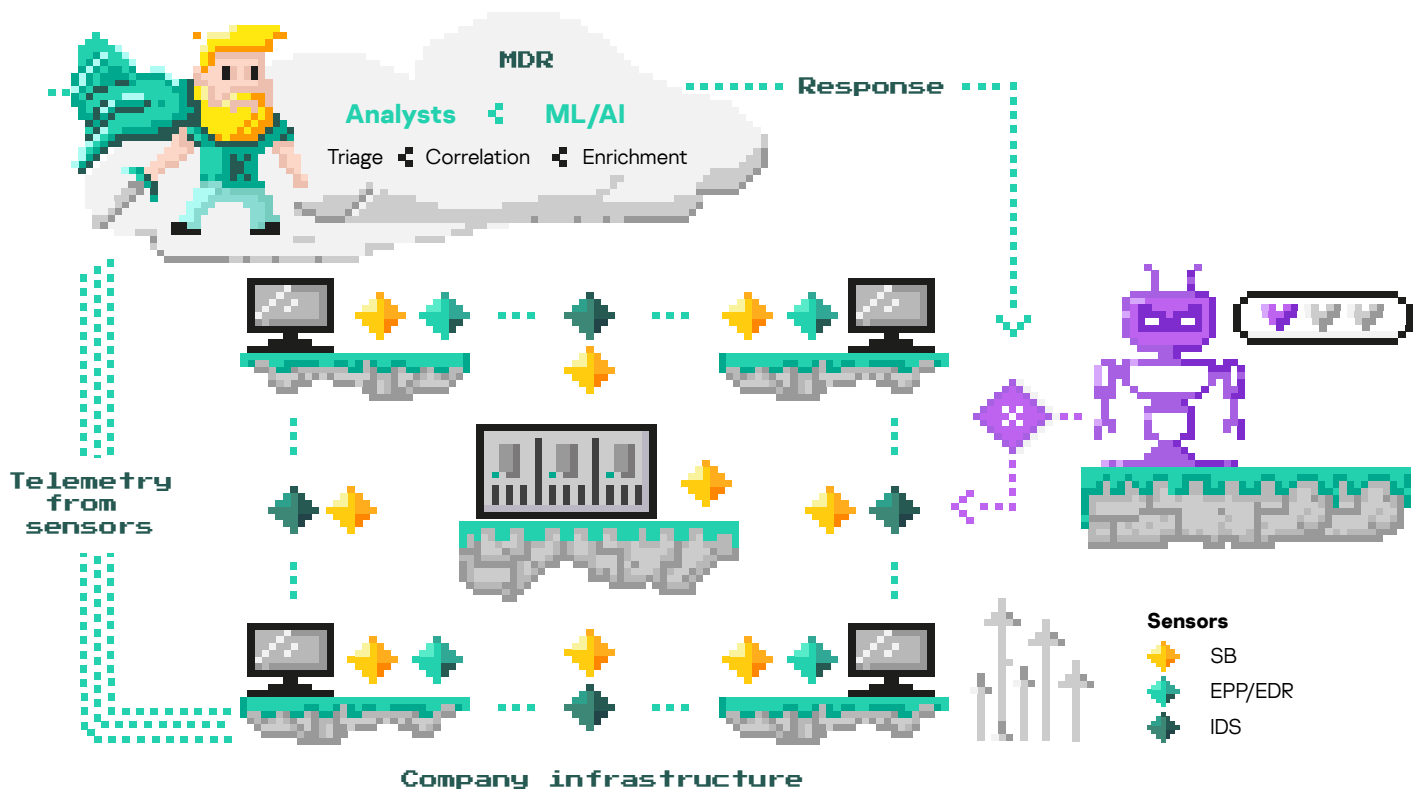 MDR
Analysts ML/AI
Triage Correlation Enrichment
Response
Telemetry
from
sensors
Sensors
SB
EPP/EDR
IDS
Company infrastructure